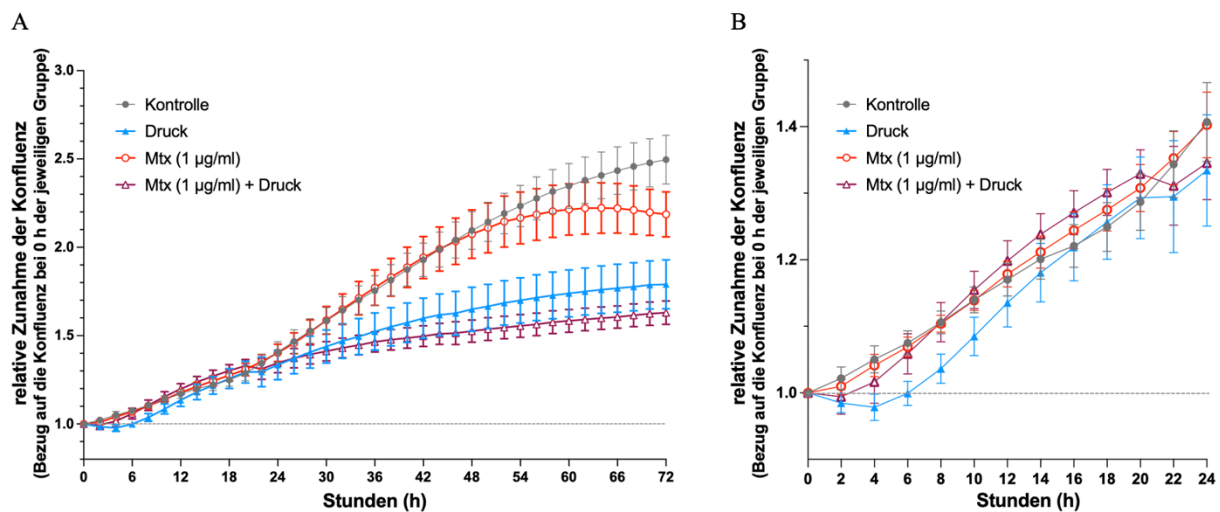 A
relative Zunahme der Konfluenz
(Bezug auf die Konfluenz bei 0 h der jeweiligen Gruppe)
3.0
2.5
2.0
1.5
1.0
Kontrolle
Druck
Mtx (1 µg/ml)
Mtx (1 µg/ml) + Druck
0 6 12 18 24 30 36 42 48 54 60 66 72
Stunden (h)
B
relative Zunahme der Konfluenz
(Bezug auf die Konfluenz bei 0 h der jeweiligen Gruppe)
1.4
1.2
1.0
Kontrolle
Druck
Mtx (1 µg/ml)
Mtx (1 µg/ml) + Druck
0 2 4 6 8 10 12 14 16 18 20 22 24
Stunden (h)